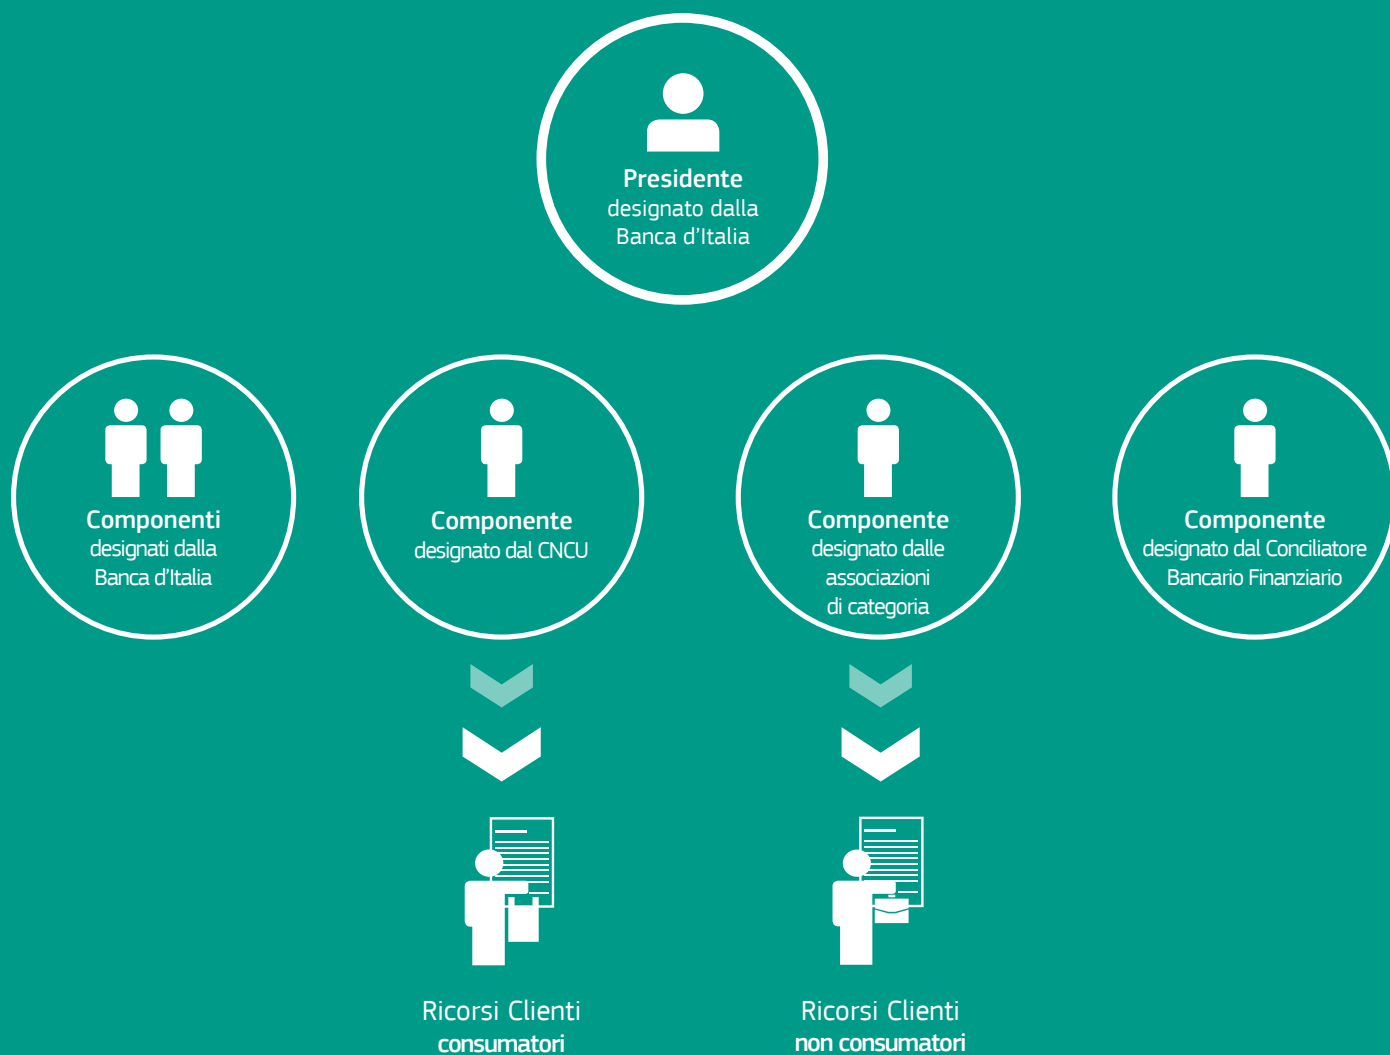 Presidente
designato dalla
Banca d'Italia
Componenti
designati dalla
Banca d'Italia
Componente
designato dal CNCU
Componente
designato dalle
associazioni
di categoria
Componente
designato dal Conciliatore
Bancario Finanziario
Ricorsi Clienti
consumatori
Ricorsi Clienti
non consumatori